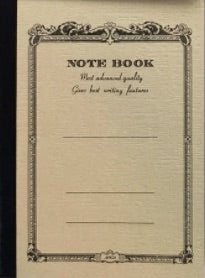 NOTE BOOK
Most advanced quality
Gives best writing features